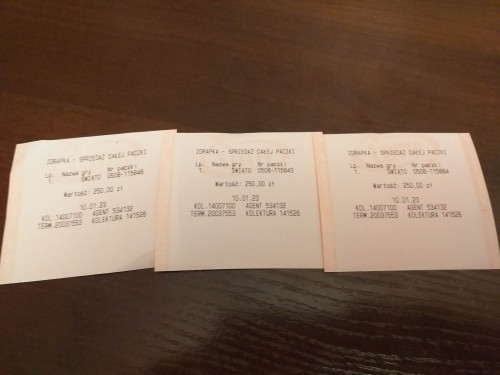 ZDRAPKA - SPRZEDAŻ CAŁEJ PACZKI
Lp. Nazwa gry Nr paczki
1. ŚWIATO 0508-115848
Wartość: 250,00 zł
10.01.23
KOL.14007100 AGENT 534132
TERM.20037553 KOLEKTURA 141526
ZDRAPKA - SPRZEDAŻ CAŁEJ PACZKI
Lp. Nazwa gry Nr paczki
1. ŚWIATO 0508-115843
Wartość: 250,00 zł
10.01.23
KOL.14007100 AGENT 534132
TERM.20037553 KOLEKTURA 141526
ZDRAPKA - SPRZEDAŻ CAŁEJ PACZKI
Lp. Nazwa gry Nr paczki
1. ŚWIATO 0508-115884
Wartość: 250,00 zł
10.01.23
KOL.14007100 AGENT 534132
TERM.20037553 KOLEKTURA 141526